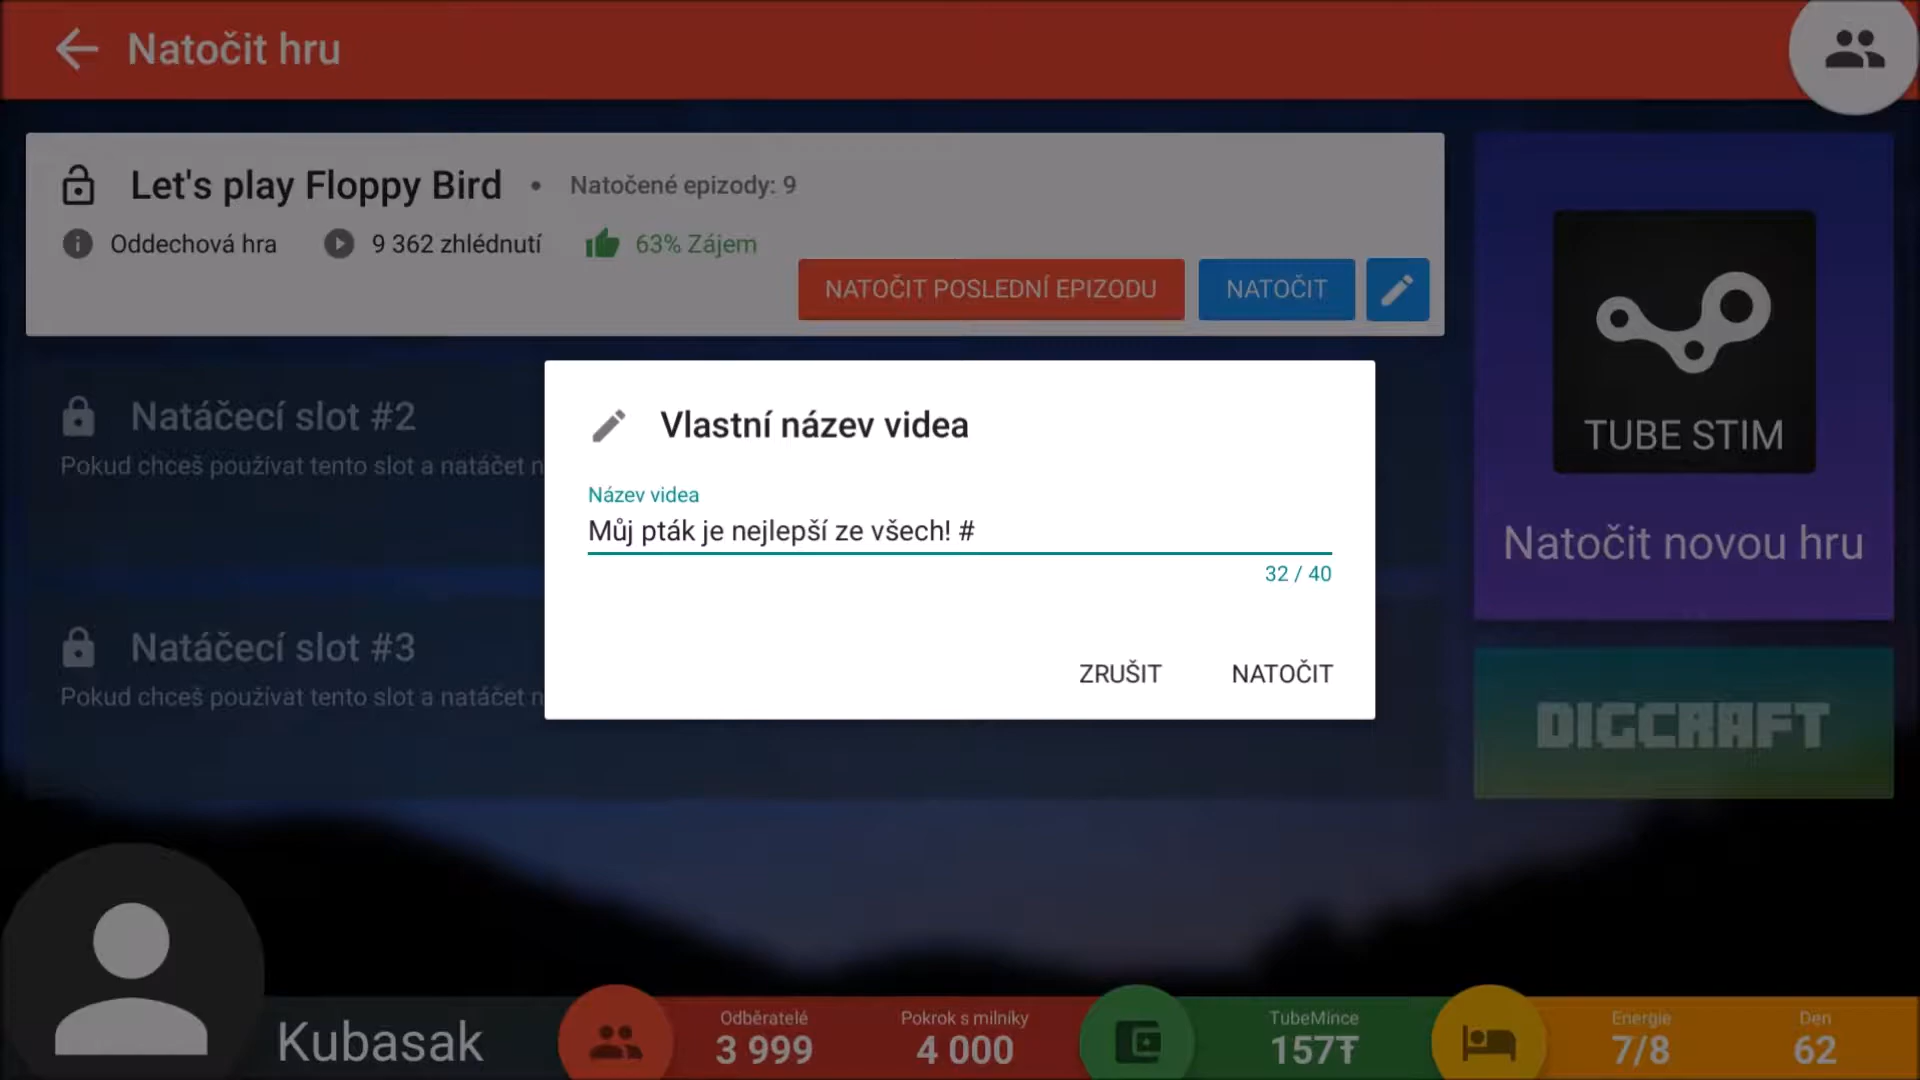 Natočit hru
Let's play Floppy Bird • Natočené epizody: 9
Oddechová hra 9 362 zhlédnutí 63% Zájem
NATOČIT POSLEDNÍ EPIZODU NATOČIT
TUBE STIM
Natočit novou hru
DIGCRAFT
Natáčecí slot #2
Pokud chceš používat tento slot a natáčet
Natáčecí slot #3
Pokud chceš používat tento slot a natáčet
Vlastní název videa
Název videa
Můj pták je nejlepší ze všech! #
32 / 40
ZRUŠIT NATOČIT
Kubasak
Odběratelé
3 999
Pokrok s milníky
4 000
TubeMince
157Ŧ
Energie
7/8
Den
62